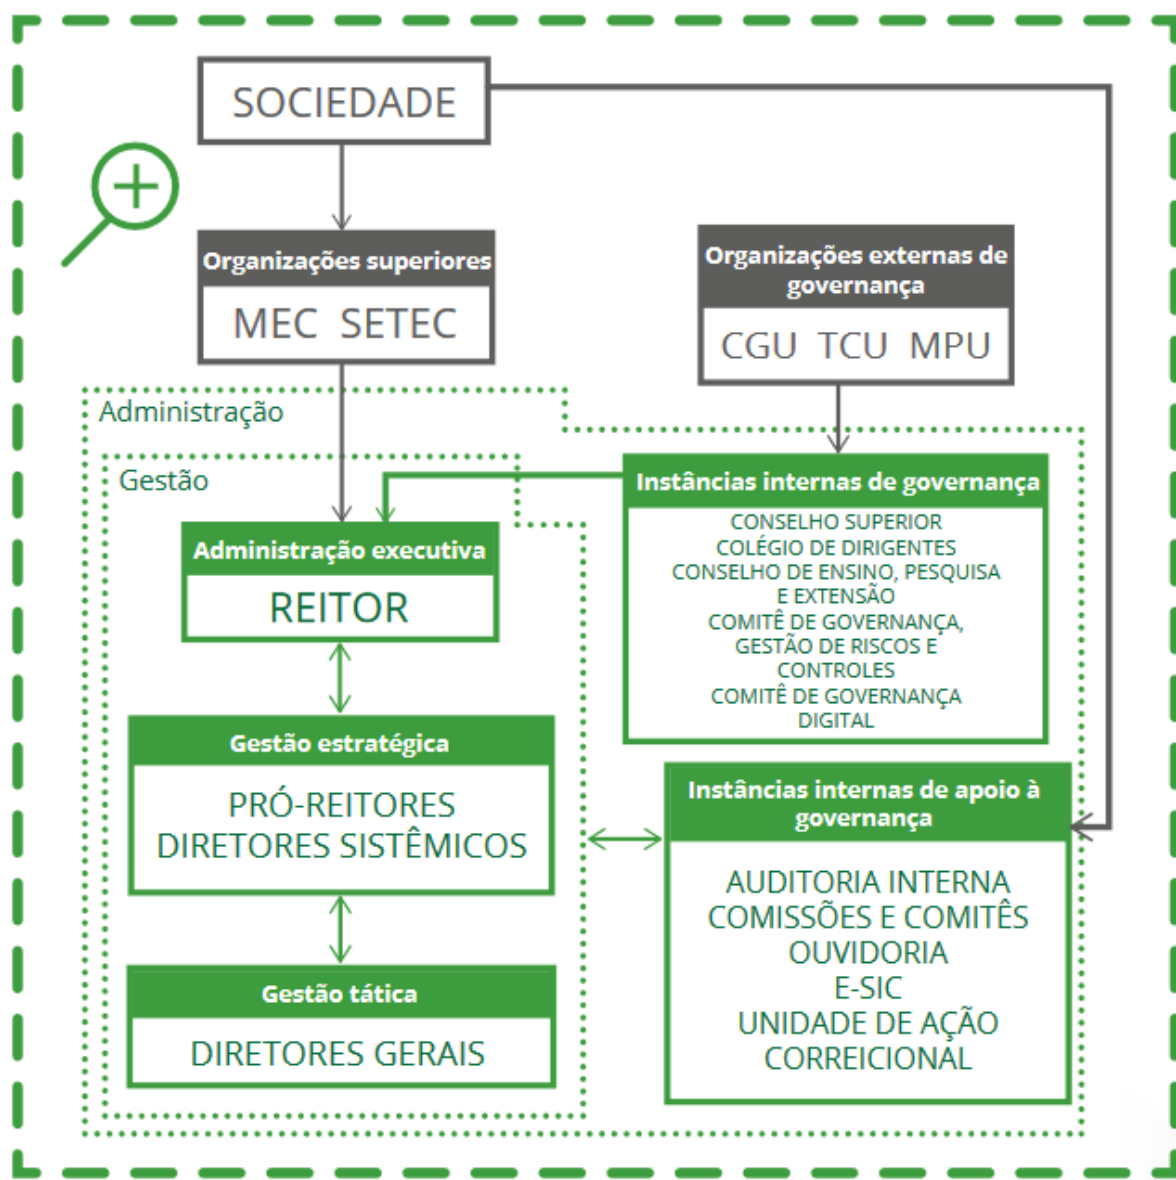 SOCIEDADE
Organizações superiores
MEC SETEC
Organizações externas de
governança
CGU TCU MPU
Administração
Gestão
Administração executiva
REITOR
Instâncias internas de governança
CONSELHO SUPERIOR
COLÉGIO DE DIRIGENTES
CONSELHO DE ENSINO, PESQUISA
E EXTENSÃO
COMITÊ DE GOVERNANÇA,
GESTÃO DE RISCOS E
CONTROLES
COMITÊ DE GOVERNANÇA
DIGITAL
Gestão estratégica
PRÓ-REITORES
DIRETORES SISTÊMICOS
Instâncias internas de apoio à
governança
AUDITORIA INTERNA
COMISSÕES E COMITÊS
OUVIDORIA
E-SIC
UNIDADE DE AÇÃO
CORREICIONAL
Gestão tática
DIRETORES GERAIS